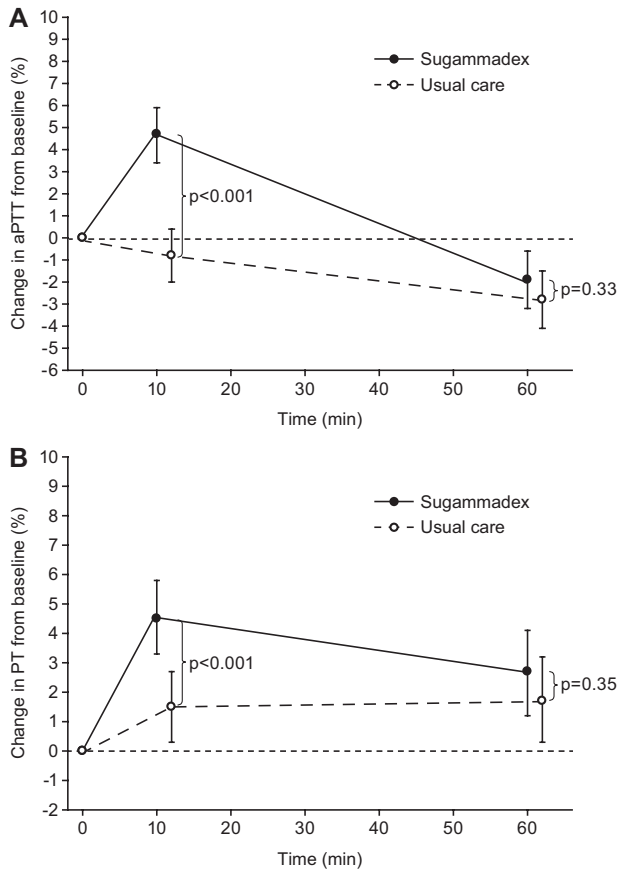 A
Change in aPTT from baseline (%)
10
9
8
7
6
5
4
3
2
1
0
-1
-2
-3
-4
-5
-6
Sugammadex
Usual care
p<0.001
p=0.33
0 10 20 30 40 50 60
Time (min)
B
Change in PT from baseline (%)
10
9
8
7
6
5
4
3
2
1
0
-1
-2
Sugammadex
Usual care
p<0.001
p=0.35
0 10 20 30 40 50 60
Time (min)